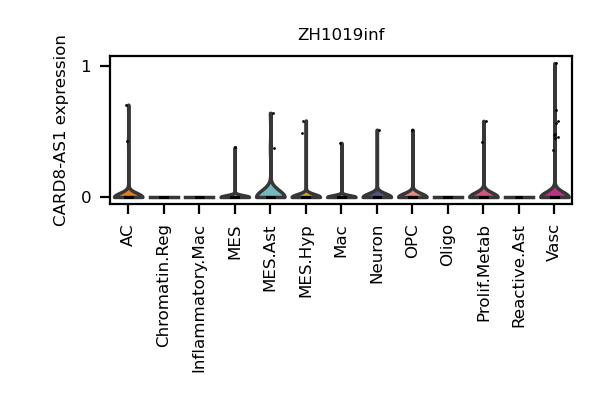 ZH1019inf
CARD8-AS1 expression
1
0
AC
Chromatin.Reg
Inflammatory.Mac
MES
MES.Ast
MES.Hyp
Mac
Neuron
OPC
Oligo
Prolif.Metab
Reactive.Ast
Vasc